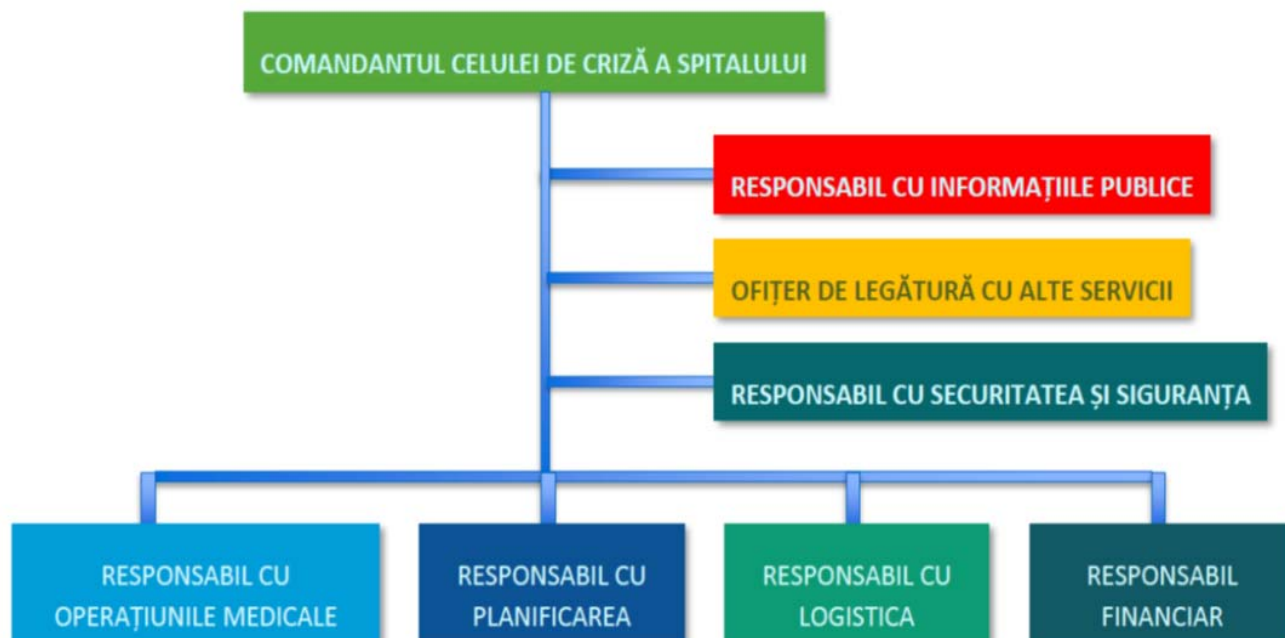 COMANDANTUL CELULEI DE CRIZĂ A SPITALULUI
RESPONSABIL CU INFORMAȚIILE PUBLICE
OFIȚER DE LEGĂTURĂ CU ALTE SERVICII
RESPONSABIL CU SECURITATEA ȘI SIGURANȚA
RESPONSABIL CU
OPERAȚIUNILE MEDICALE
RESPONSABIL CU
PLANIFICAREA
RESPONSABIL CU
LOGISTICA
RESPONSABIL
FINANCIAR